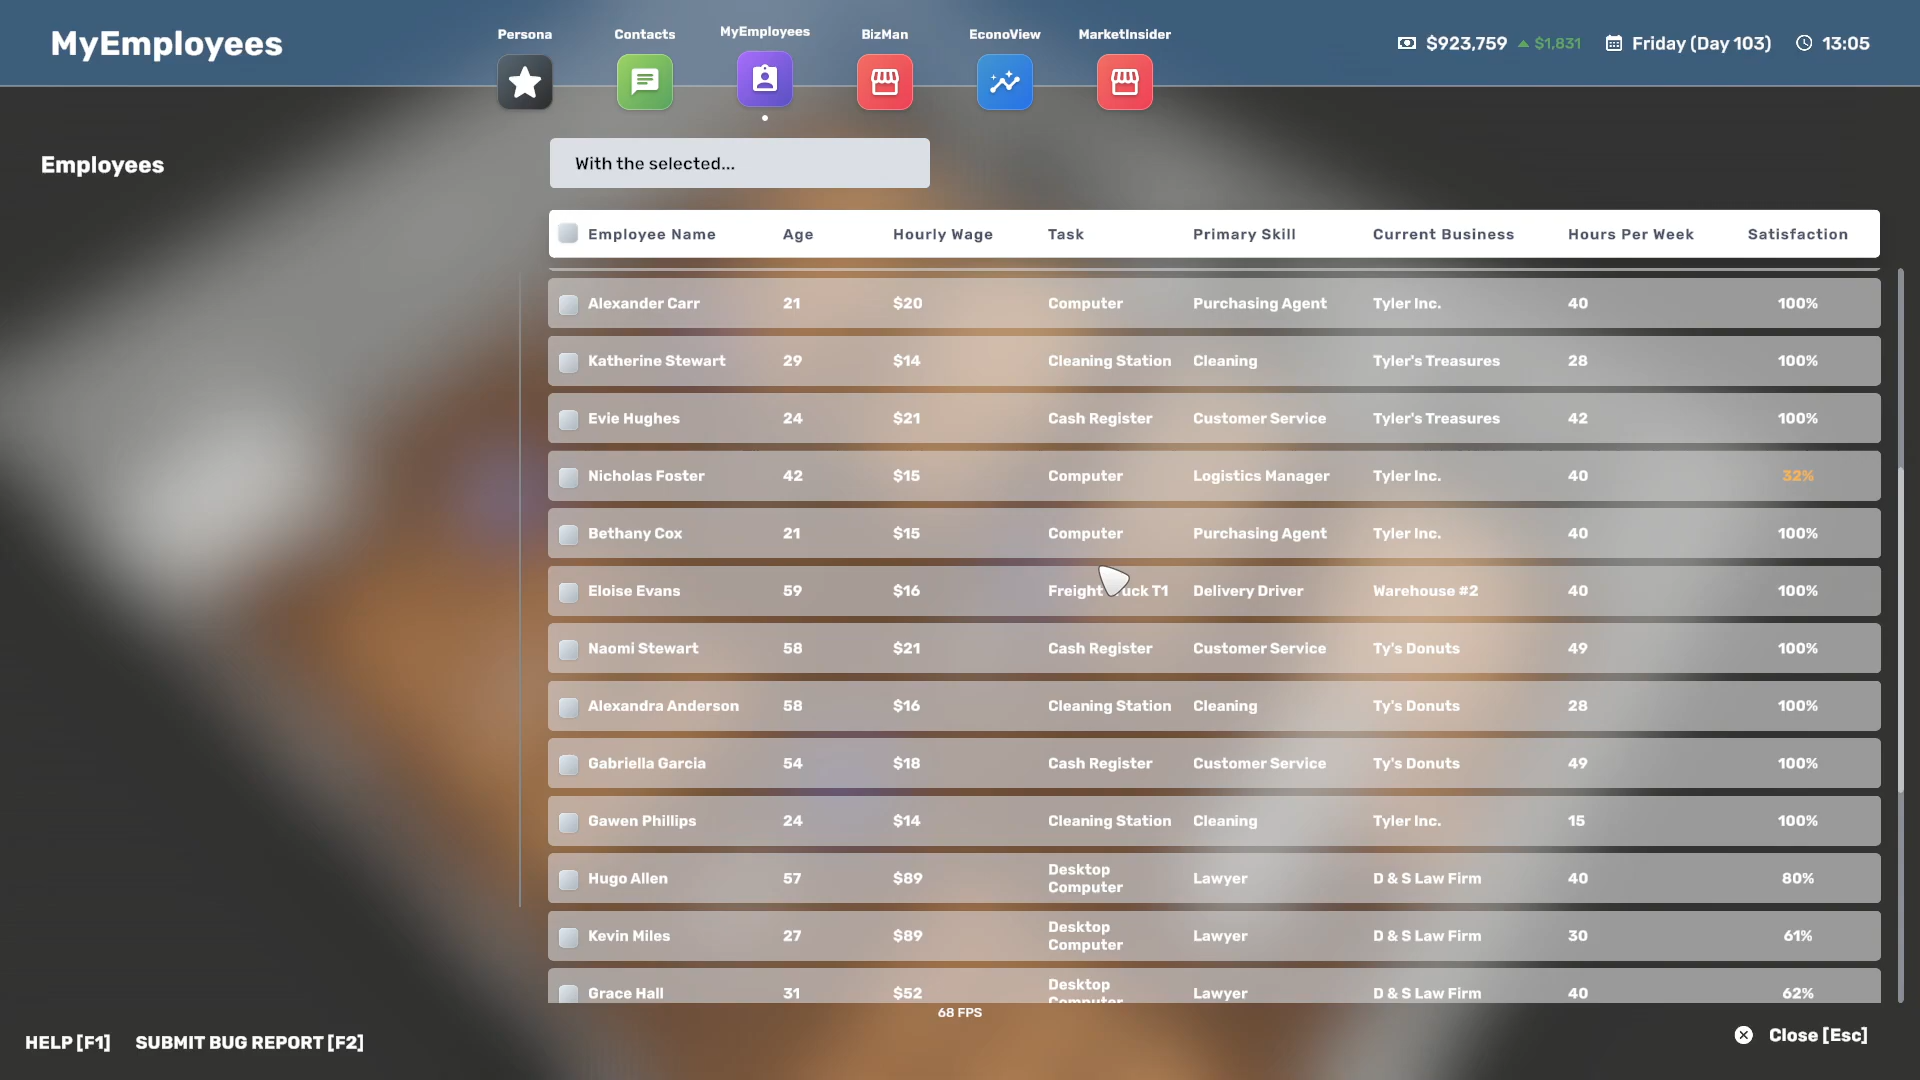 MyEmployees
Persona
Contacts
MyEmployees
BizMan
EconoView
MarketInsider
$923,759 $1,831 Friday (Day 103) 13:05
Employees
With the selected...
Employee Name Age Hourly Wage Task Primary Skill Current Business Hours Per Week Satisfaction
Alexander Carr 21 $20 Computer Purchasing Agent Tyler Inc. 40 100%
Katherine Stewart 29 $14 Cleaning Station Cleaning Tyler's Treasures 28 100%
Evie Hughes 24 $21 Cash Register Customer Service Tyler's Treasures 42 100%
Nicholas Foster 42 $15 Computer Logistics Manager Tyler Inc. 40 32%
Bethany Cox 21 $15 Computer Purchasing Agent Tyler Inc. 40 100%
Eloise Evans 59 $16 Freight T1 Delivery Driver Warehouse #2 40 100%
Naomi Stewart 58 $21 Cash Register Customer Service Ty's Donuts 49 100%
Alexandra Anderson 58 $16 Cleaning Station Cleaning Ty's Donuts 28 100%
Gabriella Garcia 54 $18 Cash Register Customer Service Ty's Donuts 49 100%
Gawen Phillips 24 $14 Cleaning Station Cleaning Tyler Inc. 15 100%
Hugo Allen 57 $89 Desktop Computer Lawyer D & S Law Firm 40 80%
Kevin Miles 27 $89 Desktop Computer Lawyer D & S Law Firm 30 61%
Grace Hall 31 $52 Desktop Computer Lawyer D & S Law Firm 40 62%
68 FPS
HELP [F1] SUBMIT BUG REPORT [F2]
Close [Esc]